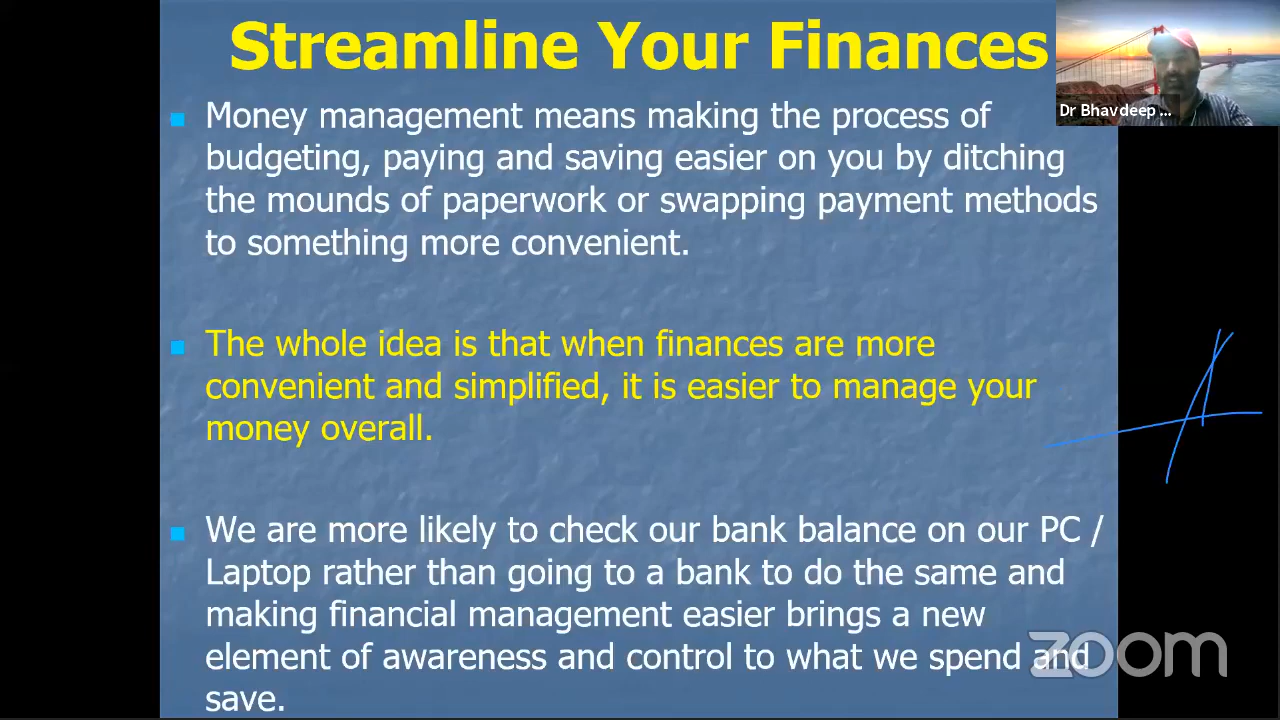 Streamline Your Finances
Dr Bhavdeep ...
Money management means making the process of
budgeting, paying and saving easier on you by ditching
the mounds of paperwork or swapping payment methods
to something more convenient.
The whole idea is that when finances are more
convenient and simplified, it is easier to manage your
money overall.
We are more likely to check our bank balance on our PC /
Laptop rather than going to a bank to do the same and
making financial management easier brings a new
element of awareness and control to what we spend and
save.
zoom